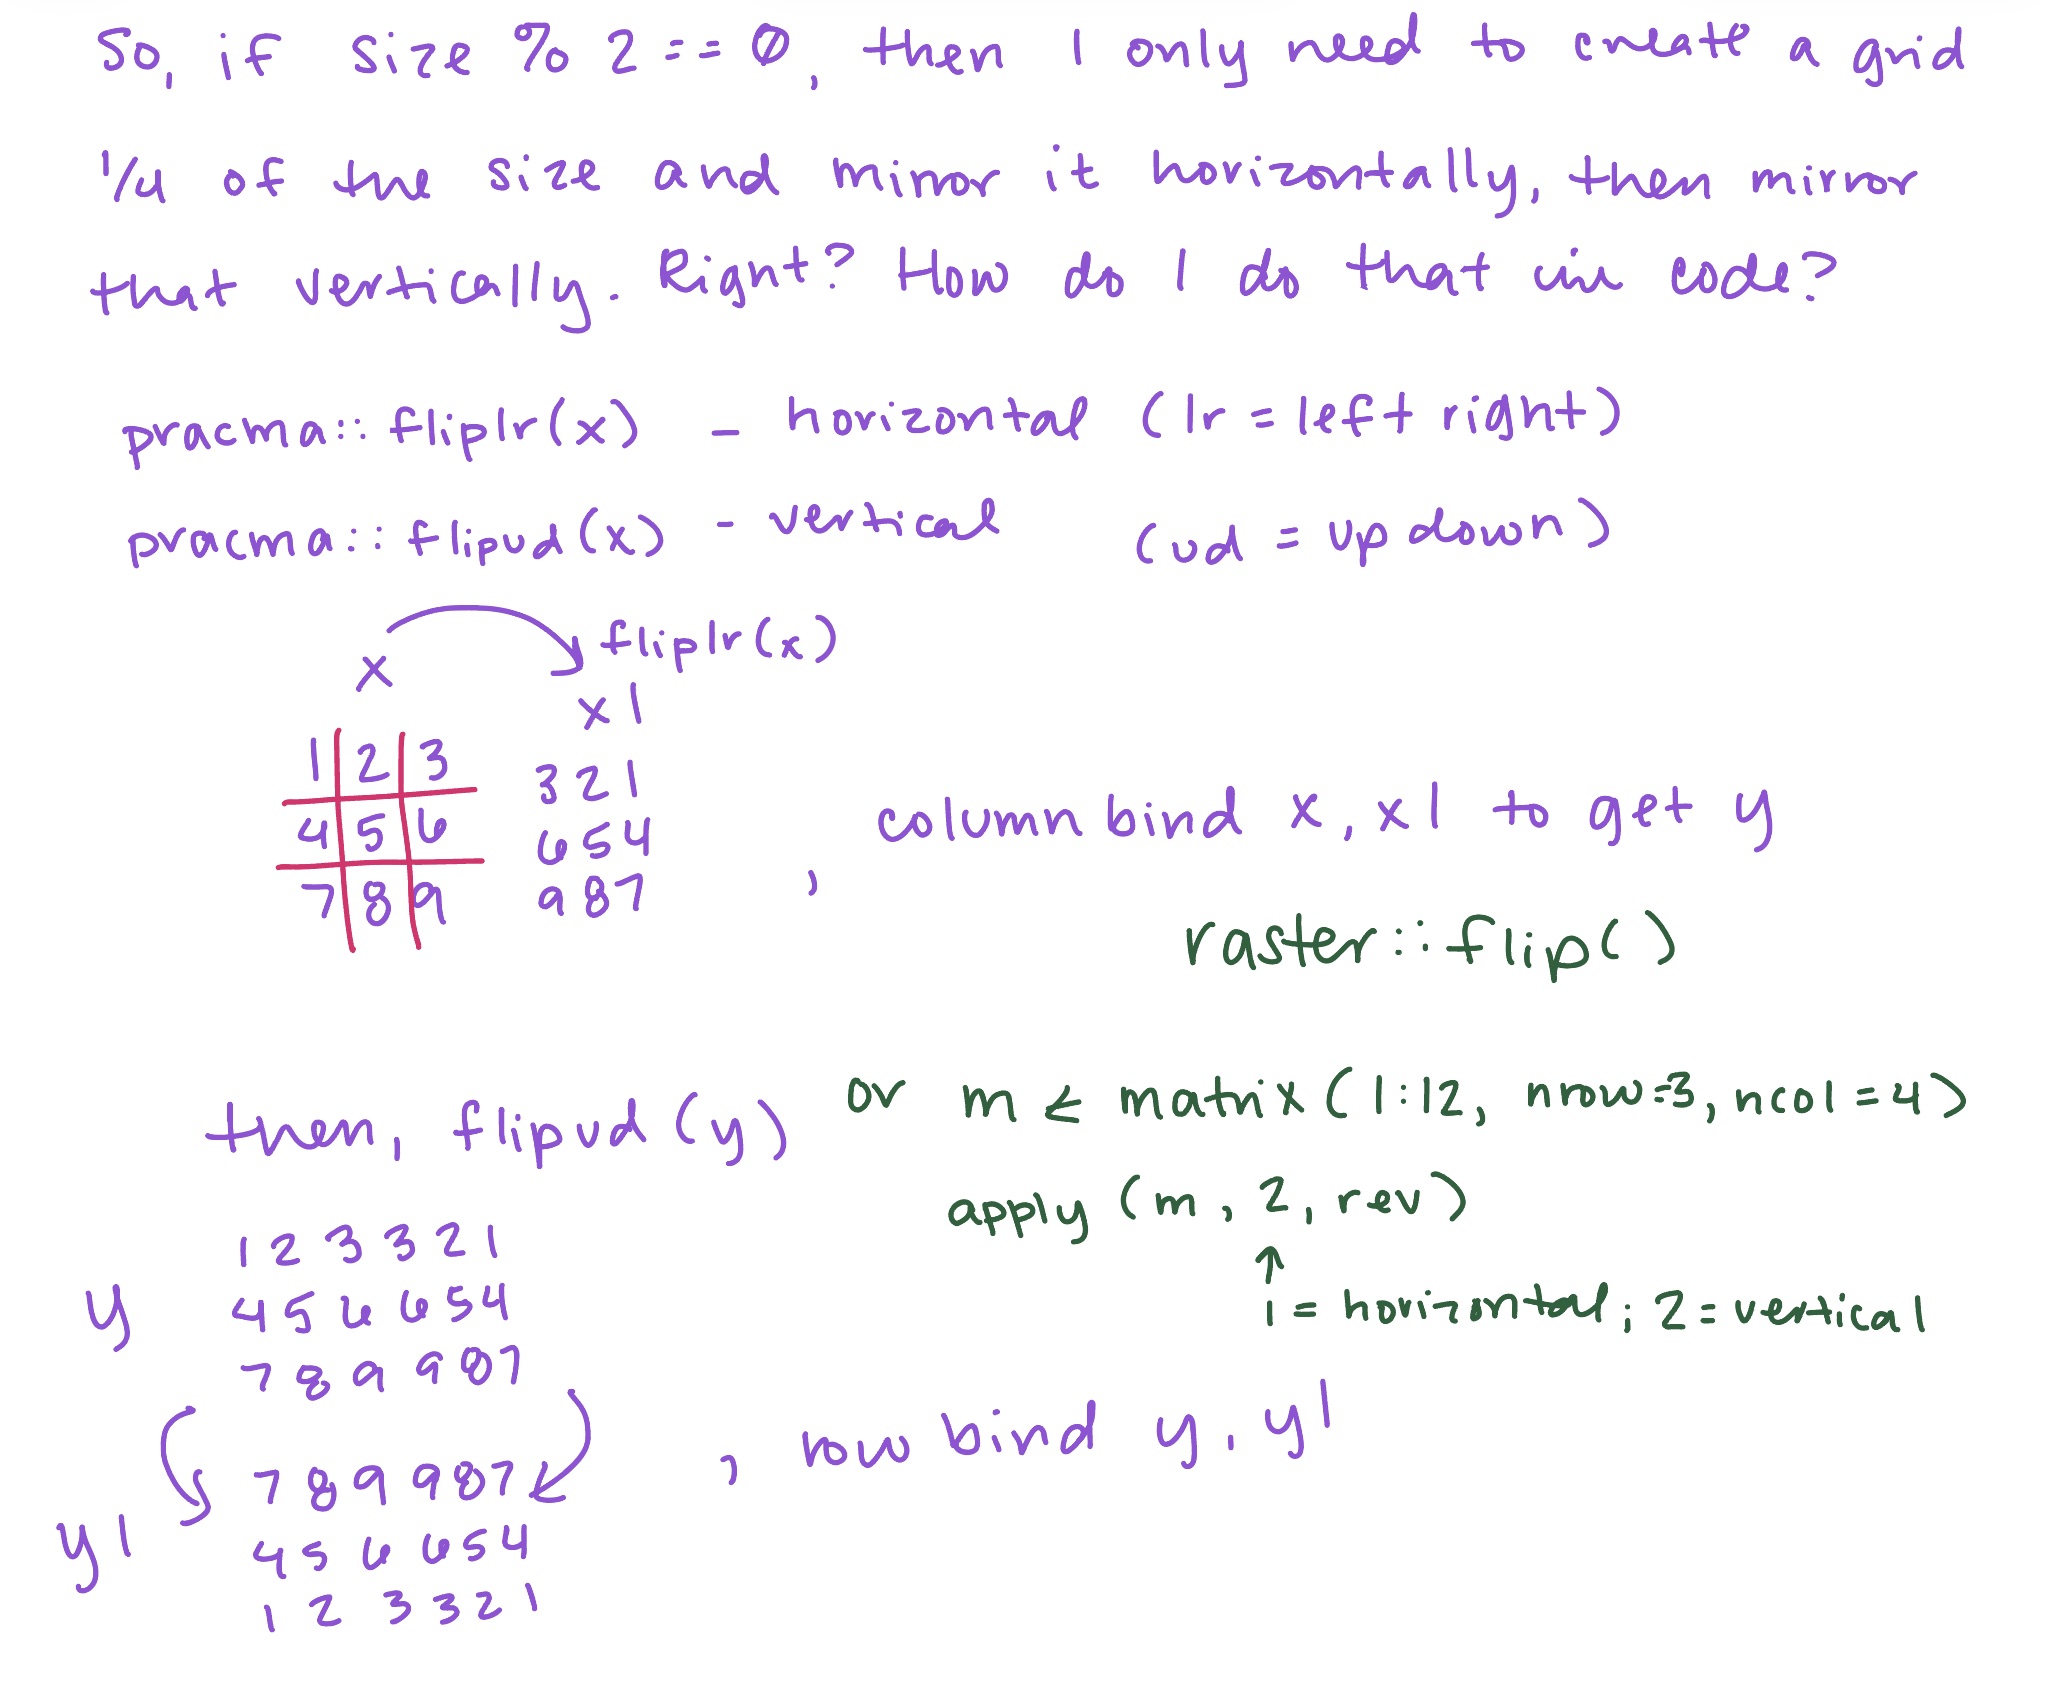 So, if size % 2 == 0, then I only need to create a grid
1/4 of the size and mirror it horizontally, then mirror
that vertically. Right? How do I do that in code?
pracma::fliplr(x) - horizontal (lr = left right)
pracma::flipud(x) - vertical (ud = up down)
fliplr(x)
x
x1
1 2 3
4 5 6
7 8 9
3 2 1
6 5 4
9 8 7
, column bind x, x1 to get y
raster::flip()
then, flipud(y)
or m ← matrix(1:12, nrow=3, ncol=4)
apply(m, 2, rev)
↑
1 = horizontal; 2 = vertical
y
1 2 3 3 2 1
4 5 6 6 5 4
7 8 9 9 8 7
y1
7 8 9 9 8 7
4 5 6 6 5 4
1 2 3 3 2 1
, row bind y, y1